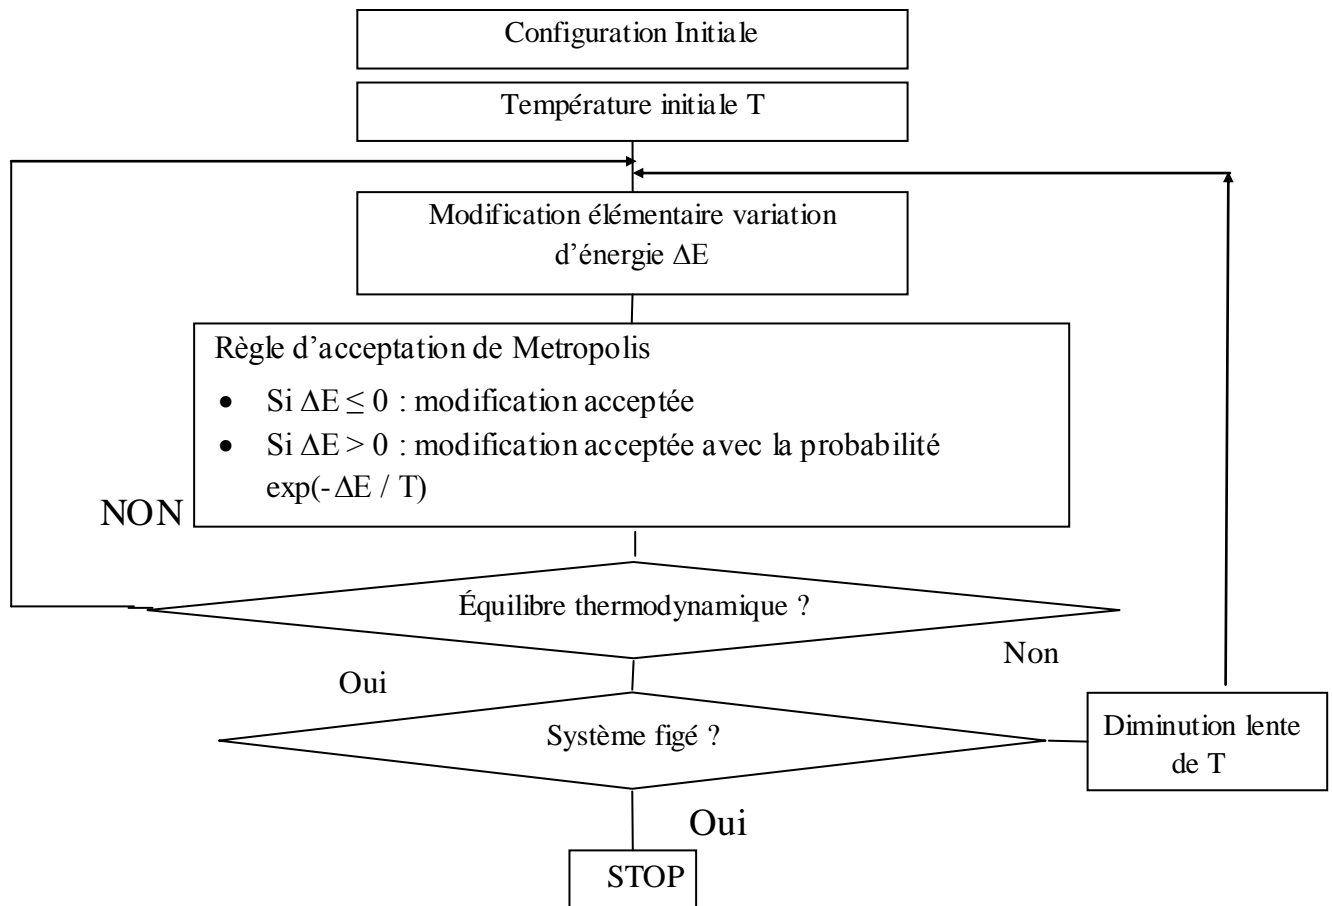 Configuration Initiale
Température initiale T
Modification élémentaire variation
d’énergie ΔE
Règle d’acceptation de Metropolis
• Si ΔE ≤ 0 : modification acceptée
• Si ΔE > 0 : modification acceptée avec la probabilité
exp(-ΔE / T)
NON
Équilibre thermodynamique ?
Non
Oui
Système figé ?
Diminution lente
de T
Oui
STOP